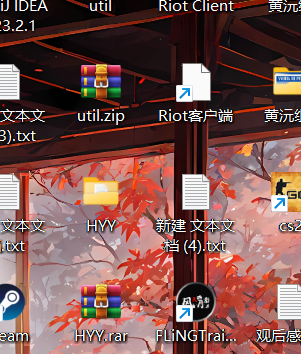 iJ IDEA
23.2.1
util
Riot Client
黄沅
文本文
3).txt
util.zip
Riot客户端
黄沅
文本文
).txt
HYY
新建 文本文
档 (4).txt
cs2
eam
HYY.rar
FLiNGTrai...
观后感